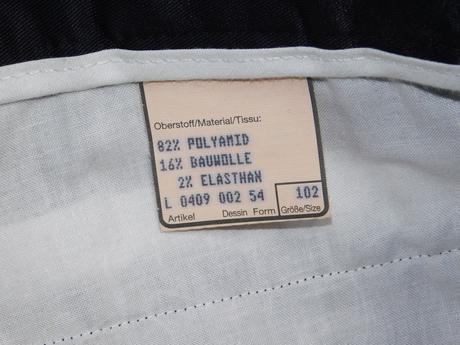 Oberstoff/Material/Tissu:
82% POLYAMID
16% BAUWOLLE
2% ELASTHAN
L 0409 002 54 102
Artikel Dessin Form Größe/Size